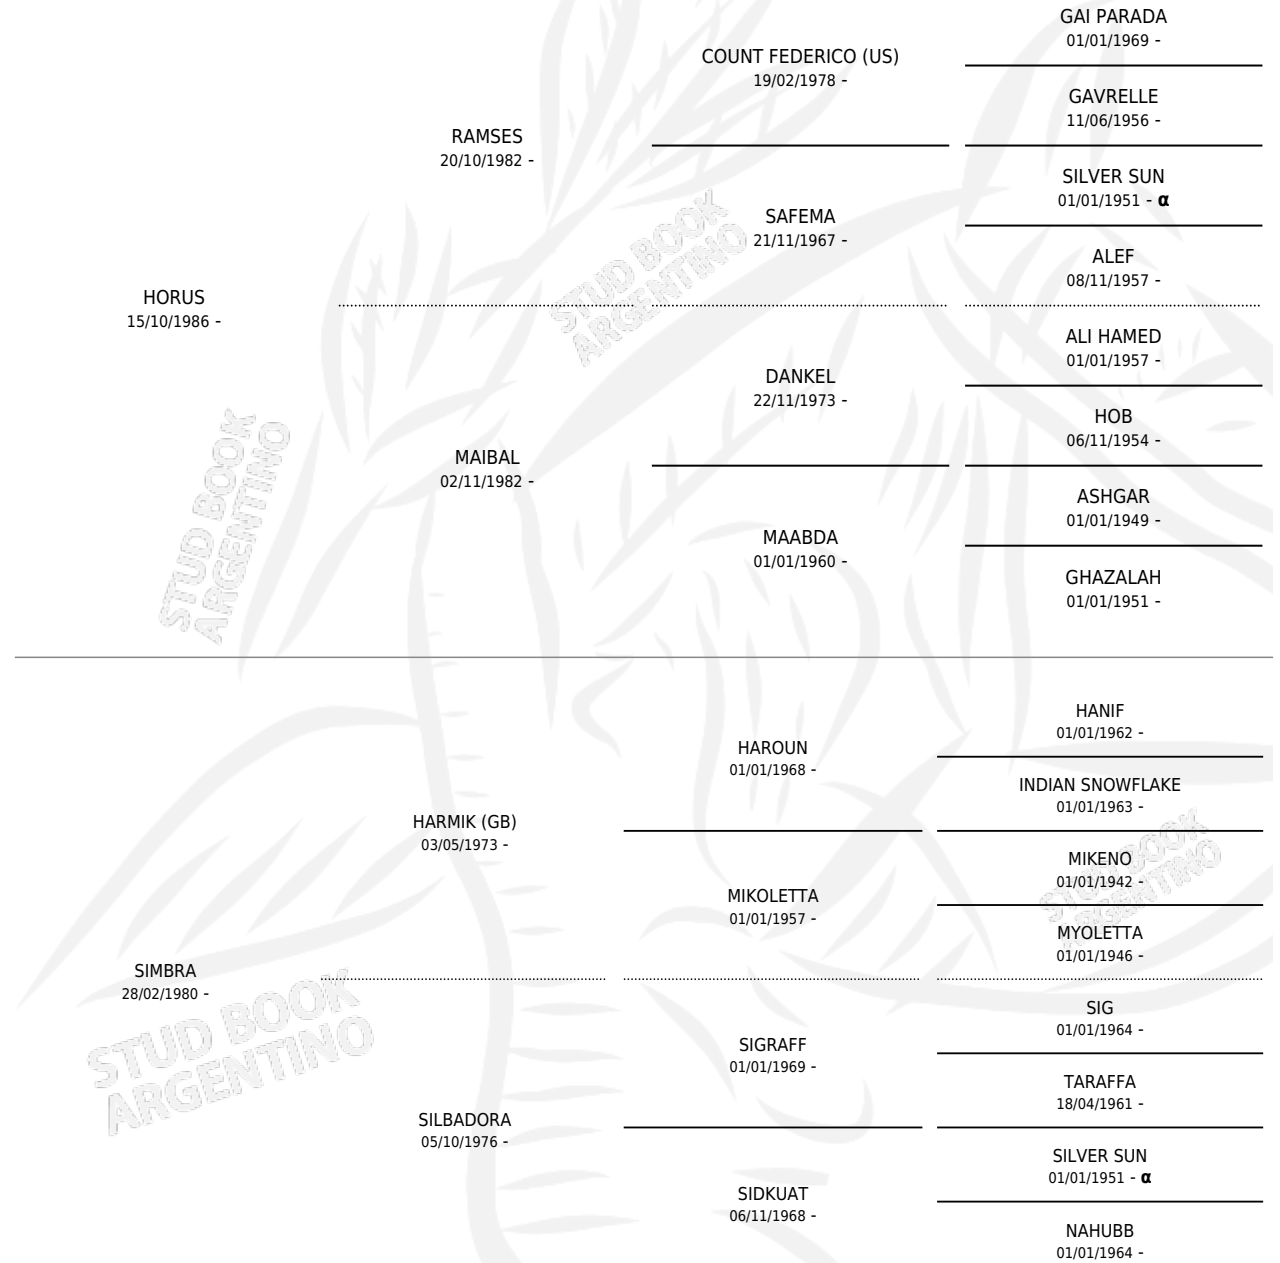 GAI PARADA
01/01/1969 -
COUNT FEDERICO (US)
19/02/1978 -
GAVRELLE
11/06/1956 -
RAMSES
20/10/1982 -
SILVER SUN
01/01/1951 - α
SAFEMA
21/11/1967 -
ALEF
08/11/1957 -
HORUS
15/10/1986 -
ALI HAMED
01/01/1957 -
DANKEL
22/11/1973 -
HOB
06/11/1954 -
MAIBAL
02/11/1982 -
ASHGAR
01/01/1949 -
MAABDA
01/01/1960 -
GHAZALAH
01/01/1951 -
STUD BOOK
ARGENTINO
STUD BOOK
ARGENTINO
HANIF
01/01/1962 -
HAROUN
01/01/1968 -
INDIAN SNOWFLAKE
01/01/1963 -
HARMIK (GB)
03/05/1973 -
MIKENO
01/01/1942 -
MIKOLETTA
01/01/1957 -
MYOLETTA
01/01/1946 -
SIMBRA
28/02/1980 -
SIG
01/01/1964 -
SIGRAFF
01/01/1969 -
TARAFFA
18/04/1961 -
SILBADORA
05/10/1976 -
SILVER SUN
01/01/1951 - α
SIDKUAT
06/11/1968 -
NAHUBB
01/01/1964 -
STUD BOOK
ARGENTINO
STUD BOOK
ARGENTINO